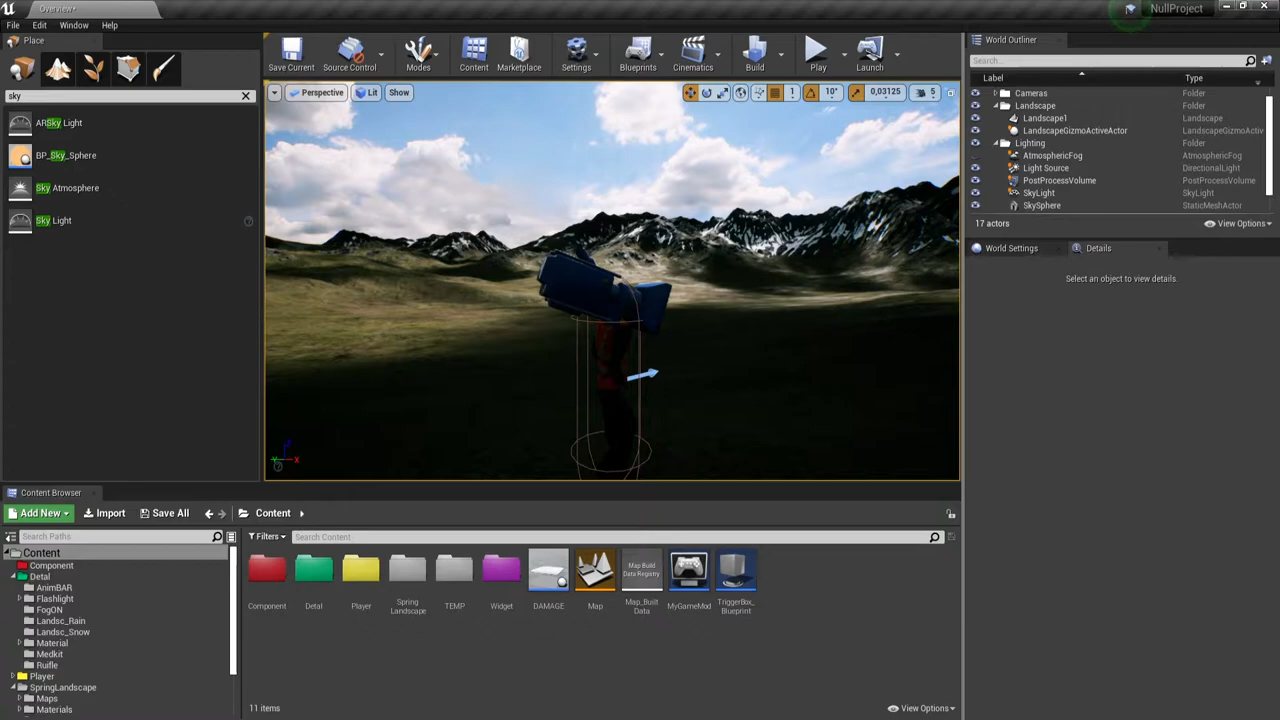 Overview*
NullProject
File Edit Window Help
Place
sky
ARSky Light
BP_Sky_Sphere
Sky Atmosphere
Sky Light
Save Current
Source Control
Modes
Content
Marketplace
Settings
Blueprints
Cinematics
Build
Play
Launch
Perspective Lit Show
1 10° 0,03125 5
World Outliner
Search...
Label Type
Cameras Folder
Landscape Folder
Landscape1 Landscape
LandscapeGizmoActiveActor LandscapeGizmoActiv
Lighting Folder
AtmosphericFog AtmosphericFog
Light Source DirectionalLight
PostProcessVolume PostProcessVolume
SkyLight SkyLight
SkySphere StaticMeshActor
17 actors View Options
World Settings Details
Select an object to view details.
Content Browser
Add New Import Save All Content
Search Paths
Filters Search Content
Content
Component
Detal
AnimBAR
Flashlight
FogON
Landsc_Rain
Landsc_Snow
Material
Medkit
Ruifle
Player
SpringLandscape
Maps
Materials
Component
Detal
Player
Spring
Landscape
TEMP
Widget
DAMAGE
Map
Map Build
Data Registry
Map_Built
Data
MyGameMod
TriggerBox_
Blueprint
11 items View Options